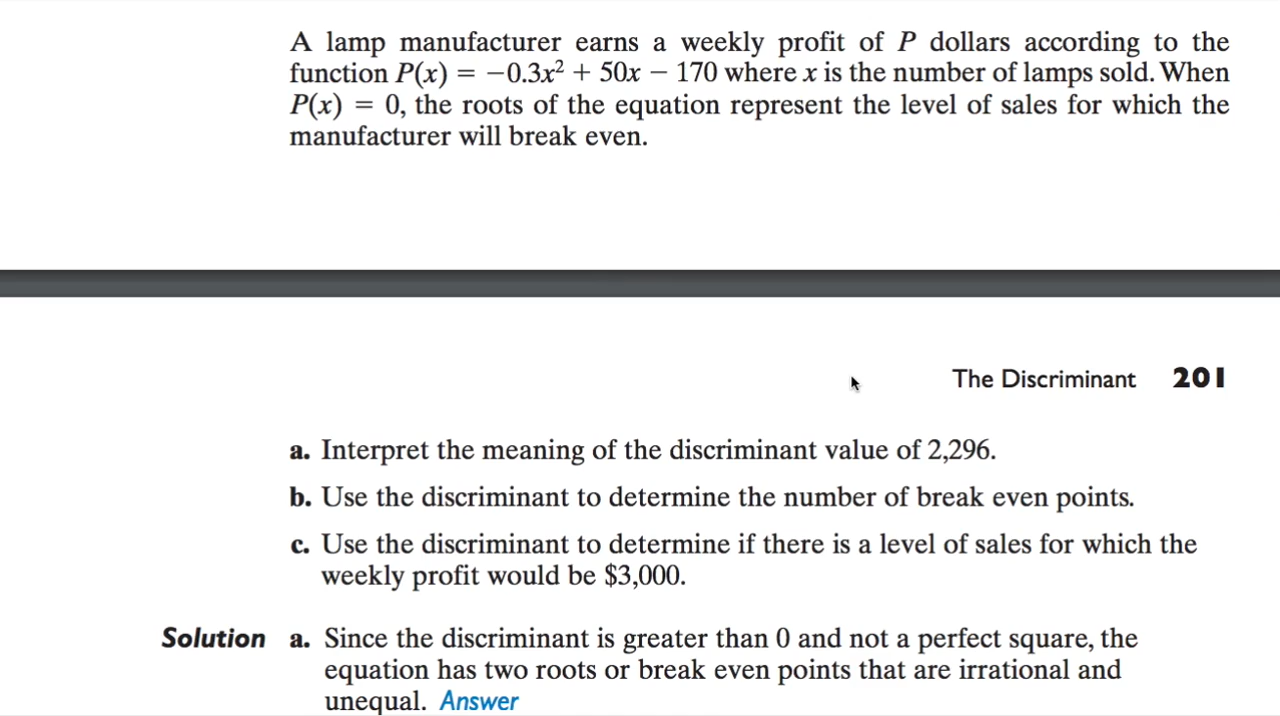 A lamp manufacturer earns a weekly profit of P dollars according to the
function P(x) = −0.3x² + 50x − 170 where x is the number of lamps sold. When
P(x) = 0, the roots of the equation represent the level of sales for which the
manufacturer will break even.
The Discriminant 201
a. Interpret the meaning of the discriminant value of 2,296.
b. Use the discriminant to determine the number of break even points.
c. Use the discriminant to determine if there is a level of sales for which the
weekly profit would be $3,000.
Solution a. Since the discriminant is greater than 0 and not a perfect square, the
equation has two roots or break even points that are irrational and
unequal. Answer